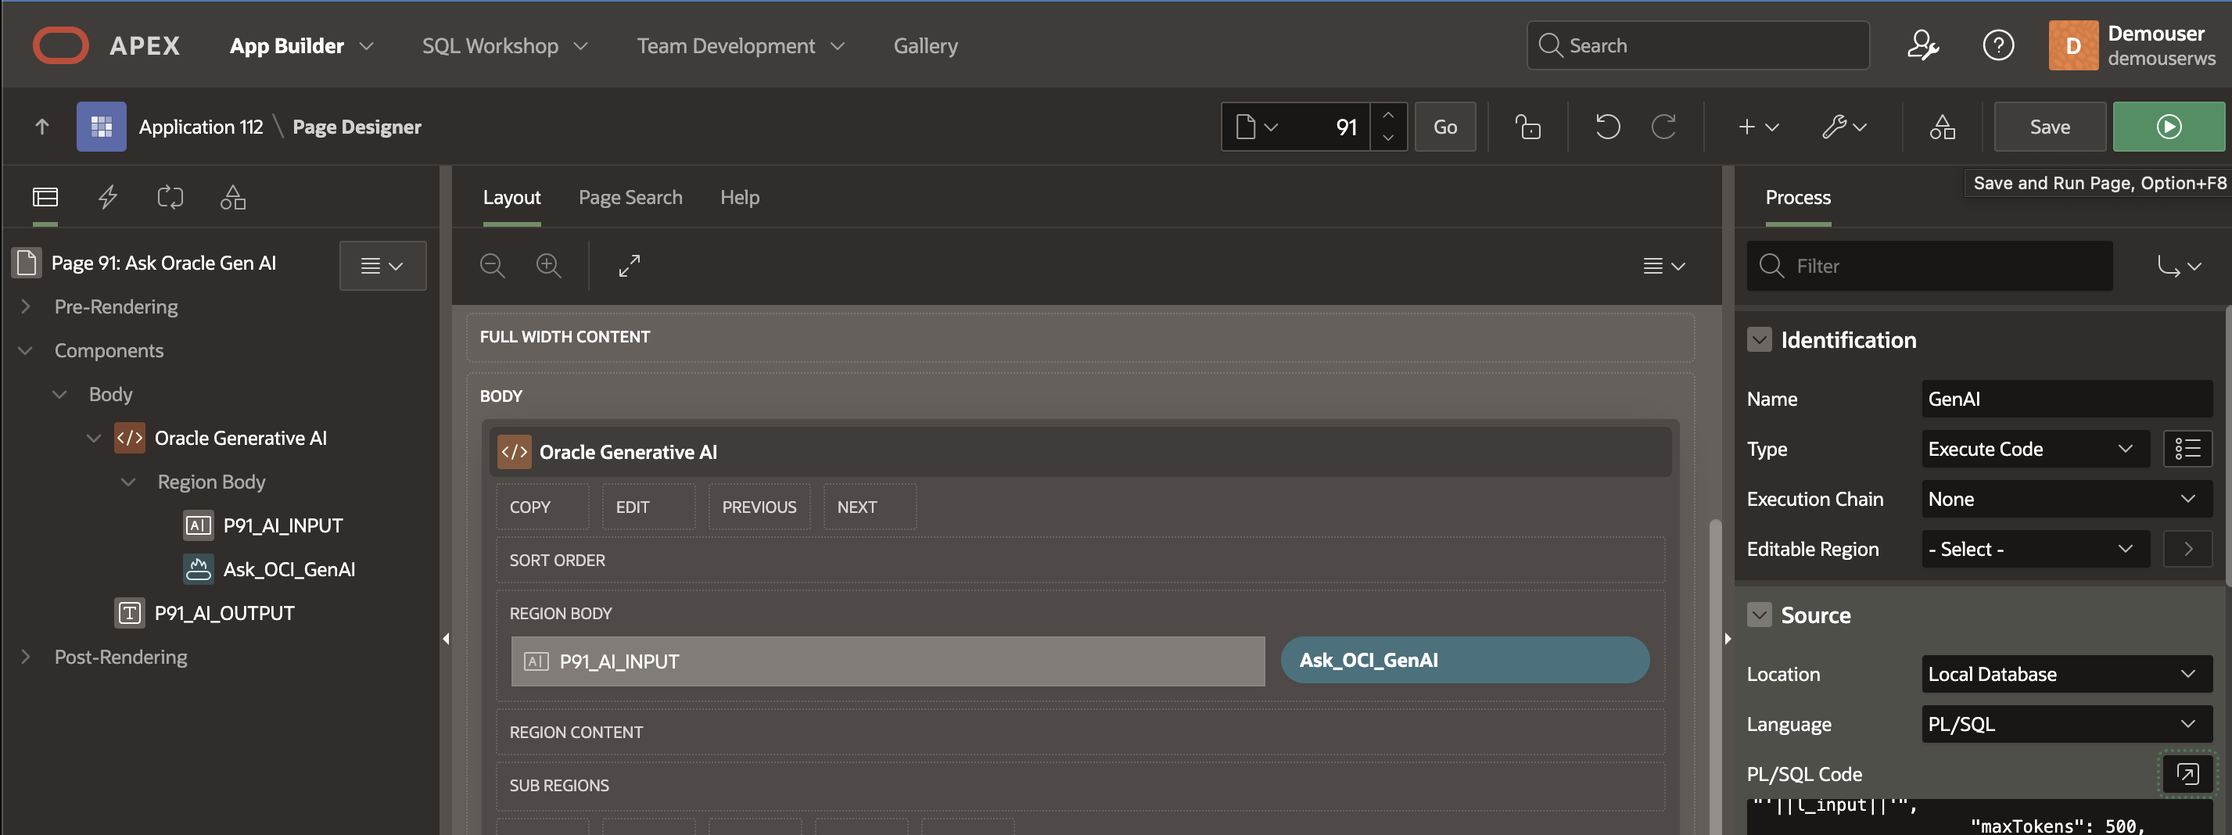 APEX App Builder SQL Workshop Team Development Gallery Search D Demouser
demouserws
Application 112 \ Page Designer 91 Go Save
Save and Run Page, Option+F8
Layout Page Search Help
Process
Page 91: Ask Oracle Gen AI
Pre-Rendering
Components
Body
</> Oracle Generative AI
Region Body
A| P91_AI_INPUT
Ask_OCI_GenAI
T P91_AI_OUTPUT
Post-Rendering
FULL WIDTH CONTENT
BODY
</> Oracle Generative AI
COPY EDIT PREVIOUS NEXT
SORT ORDER
REGION BODY
A| P91_AI_INPUT Ask_OCI_GenAI
REGION CONTENT
SUB REGIONS
Filter
Identification
Name GenAI
Type Execute Code
Execution Chain None
Editable Region - Select -
Source
Location Local Database
Language PL/SQL
PL/SQL Code
"'||l_input||'",
"maxTokens": 500,